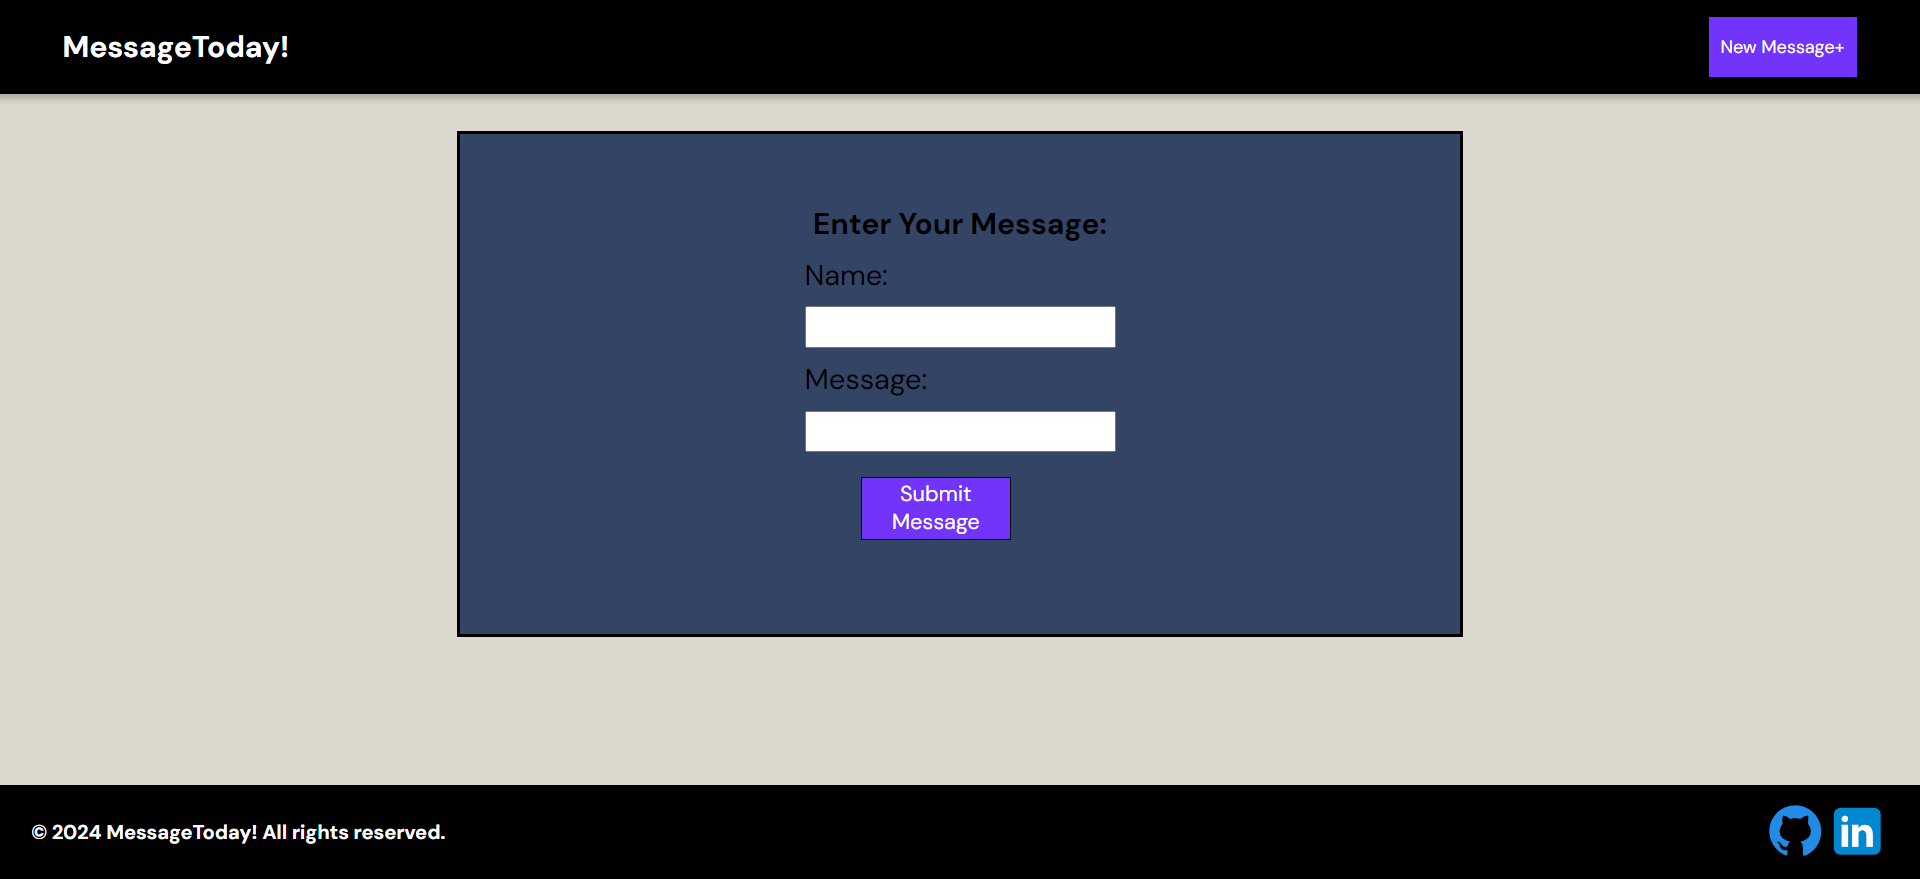 MessageToday!
New Message+
Enter Your Message:
Name:
Message:
Submit
Message
© 2024 MessageToday! All rights reserved.
in